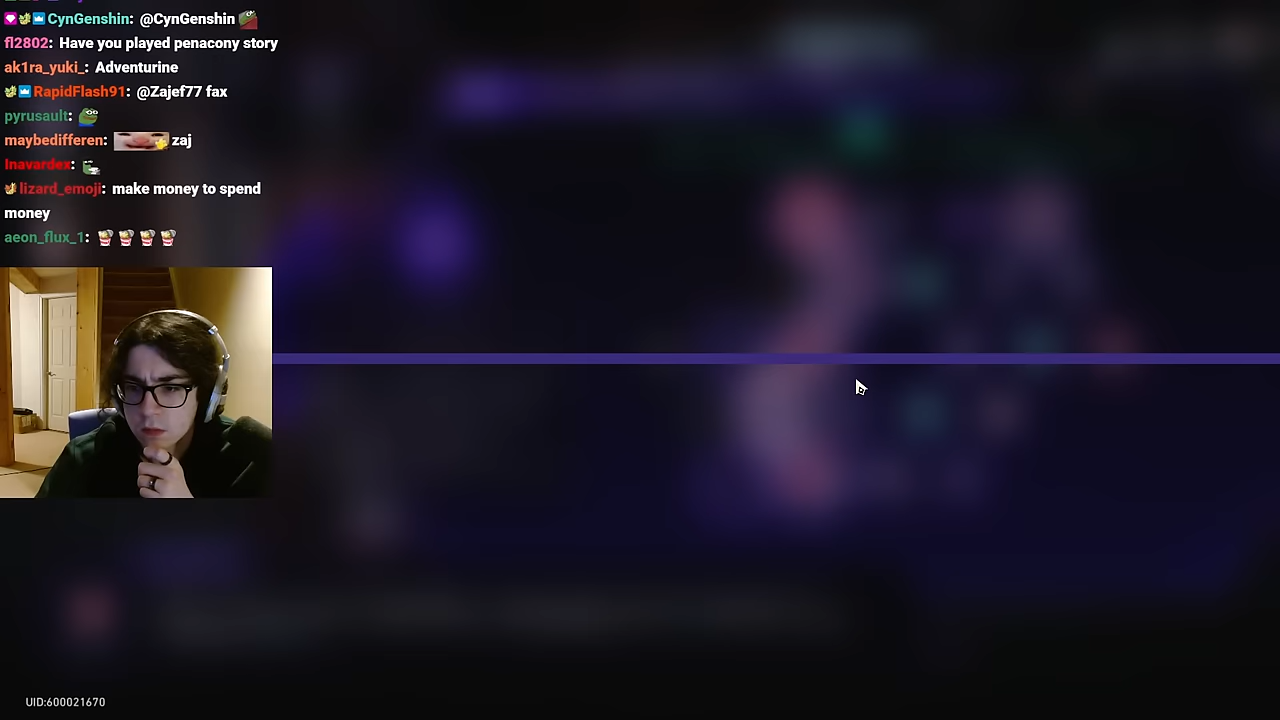 CynGenshin: @CynGenshin
fl2802: Have you played penacony story
ak1ra_yuki_: Adventurine
RapidFlash91: @Zajef77 fax
pyrusault:
maybedifferen: zaj
Inavardex:
lizard_emoji: make money to spend
money
aeon_flux_1:
UID:600021670